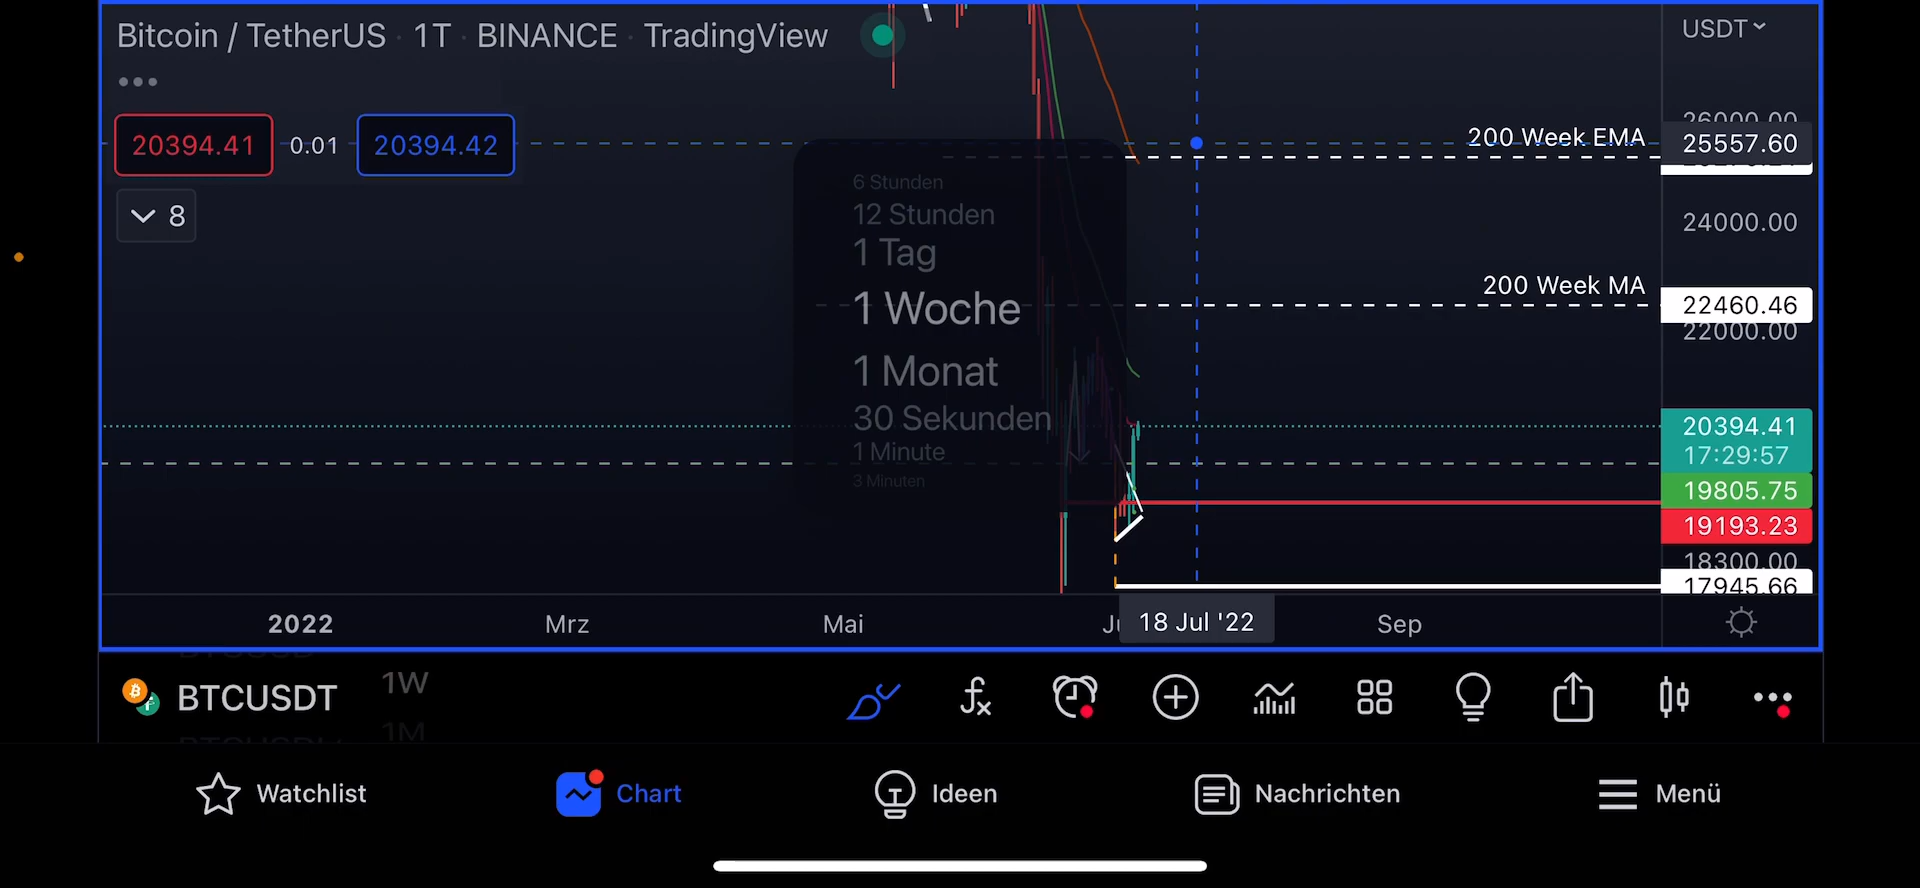 Bitcoin / TetherUS · 1T · BINANCE · TradingView
USDT
26000.00
200 Week EMA
25557.60
20394.41
0.01
20394.42
6 Stunden
12 Stunden
8
24000.00
1 Tag
200 Week MA
1 Woche
22460.46
22000.00
1 Monat
30 Sekunden
20394.41
1 Minute
17:29:57
3 Minuten
19805.75
19193.23
18300.00
17945.66
2022
Mrz
Mai
18 Jul '22
Sep
BTCUSDT
1W
1M
Watchlist
Chart
Ideen
Nachrichten
Menü